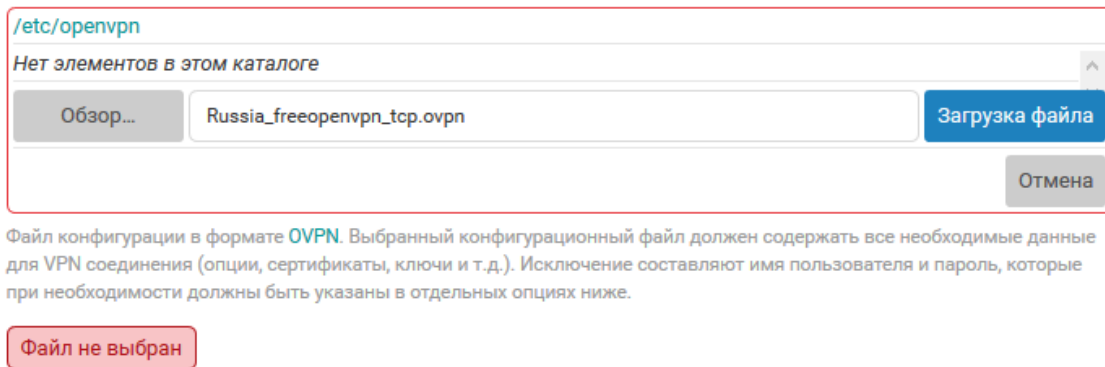 /etc/openvpn
Нет элементов в этом каталоге
Обзор… Russia_freeopenvpn_tcp.ovpn Загрузка файла
Отмена
Файл конфигурации в формате OVPN. Выбранный конфигурационный файл должен содержать все необходимые данные
для VPN соединения (опции, сертификаты, ключи и т.д.). Исключение составляют имя пользователя и пароль, которые
при необходимости должны быть указаны в отдельных опциях ниже.
Файл не выбран